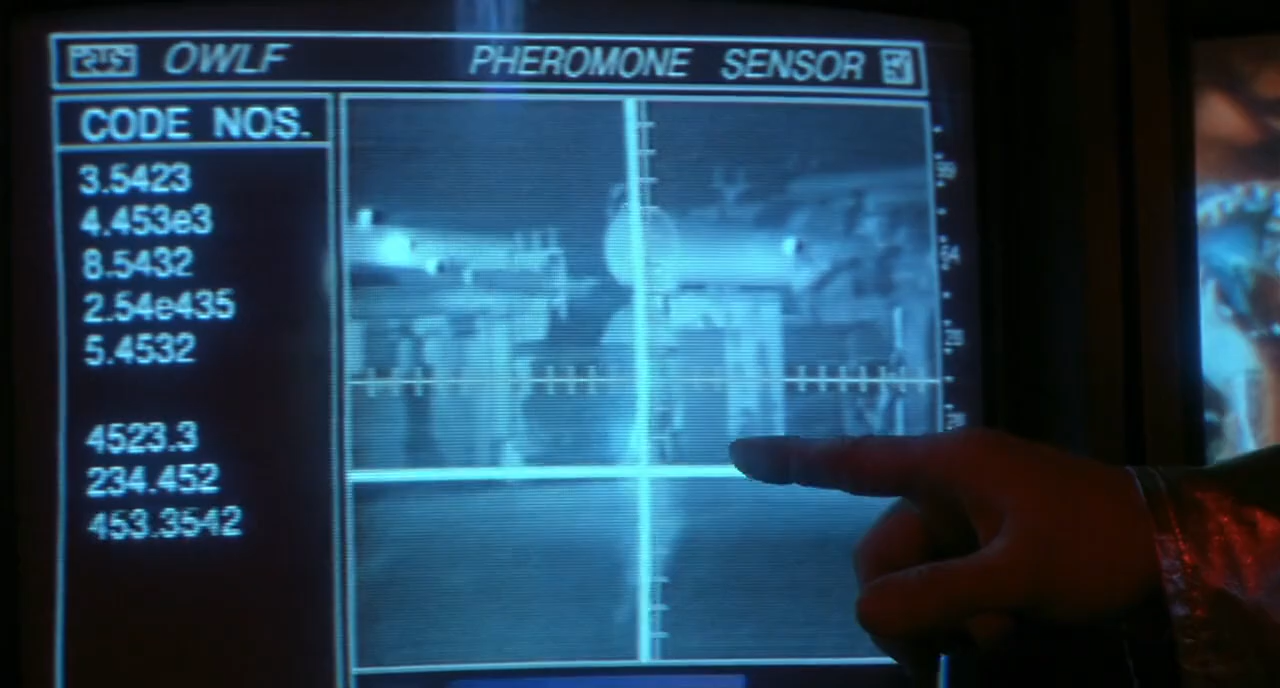 OWLF PHEROMONE SENSOR
CODE NOS.
3.5423
4.453e3
8.5432
2.54e435
5.4532
4523.3
234.452
453.3542